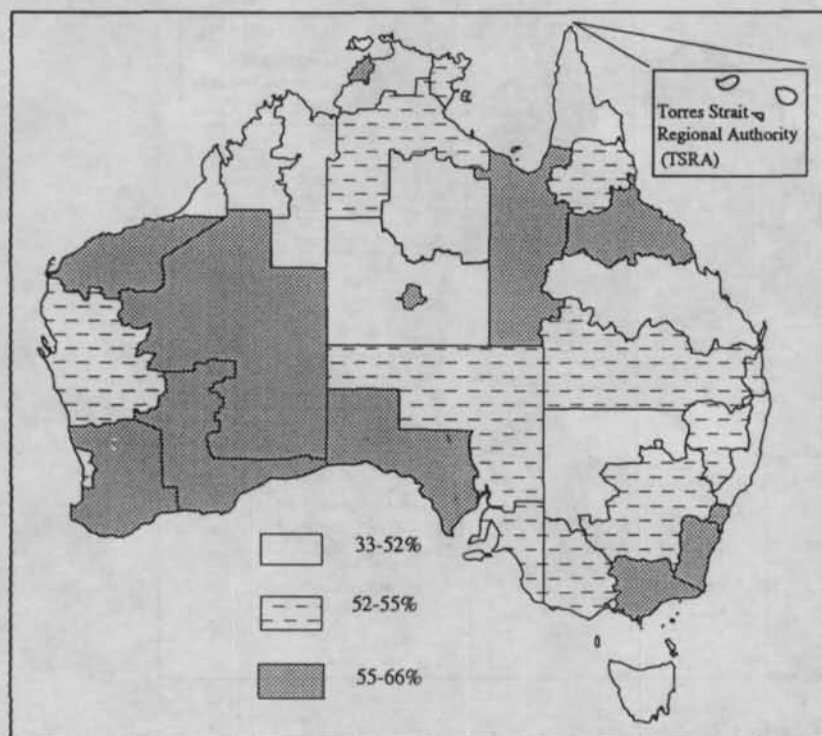 Torres Strait
Regional Authority
(TSRA)
33-52%
52-55%
55-66%